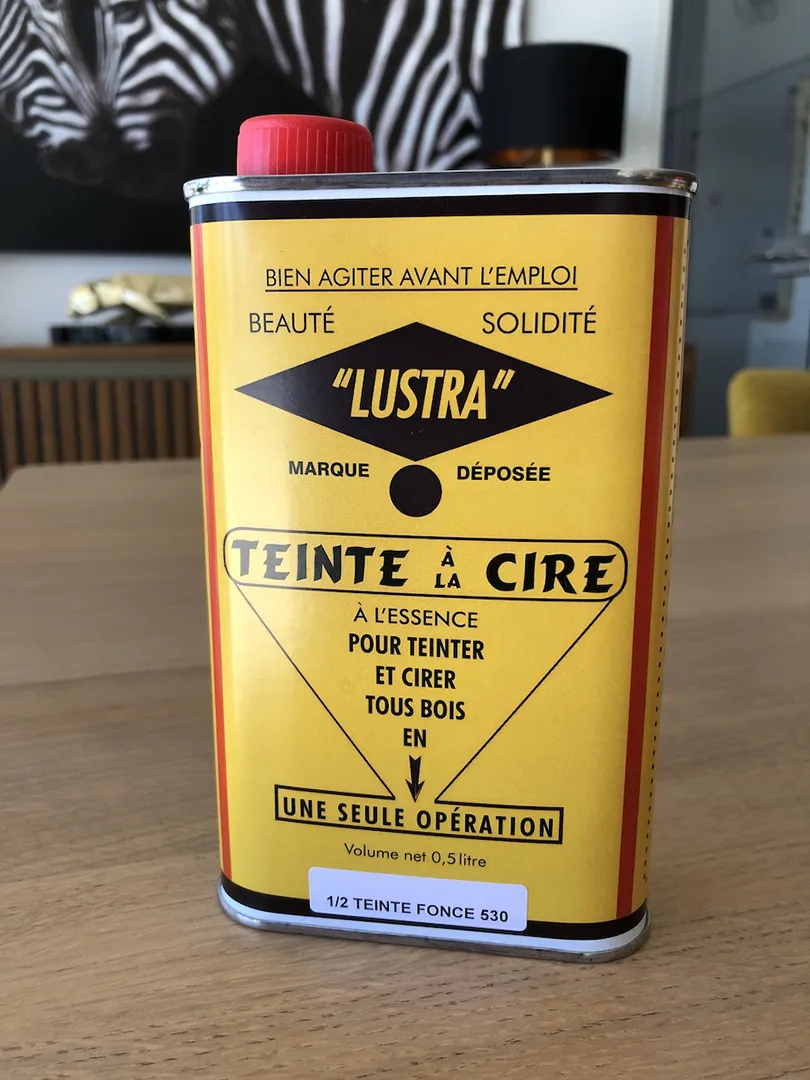 BIEN AGITER AVANT L'EMPLOI
BEAUTÉ SOLIDITÉ
"LUSTRA"
MARQUE DÉPOSÉE
TEINTE À LA CIRE
À L'ESSENCE
POUR TEINTER
ET CIRER
TOUS BOIS
EN
UNE SEULE OPÉRATION
Volume net 0,5 litre
1/2 TEINTE FONCE 530